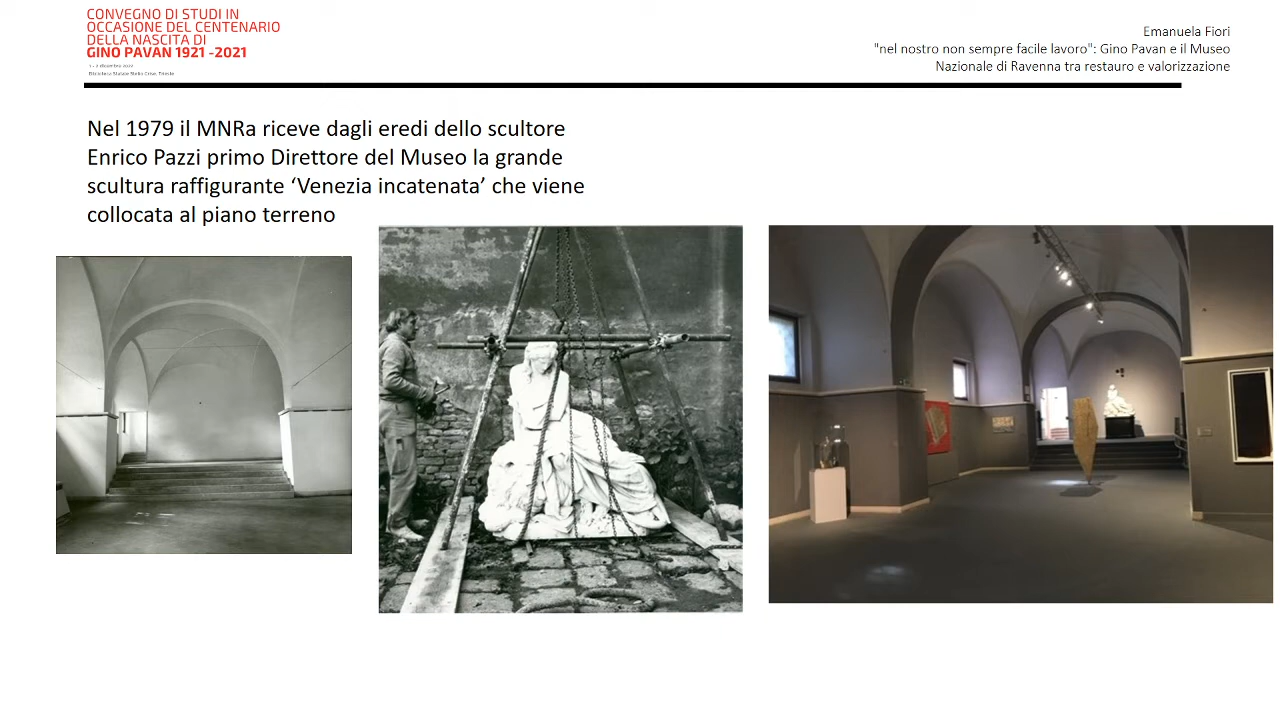 CONVEGNO DI STUDI IN
OCCASIONE DEL CENTENARIO
DELLA NASCITA DI
GINO PAVAN 1921 -2021
Emanuela Fiori
"nel nostro non sempre facile lavoro": Gino Pavan e il Museo
Nazionale di Ravenna tra restauro e valorizzazione
Nel 1979 il MNRa riceve dagli eredi dello scultore
Enrico Pazzi primo Direttore del Museo la grande
scultura raffigurante ‘Venezia incatenata’ che viene
collocata al piano terreno